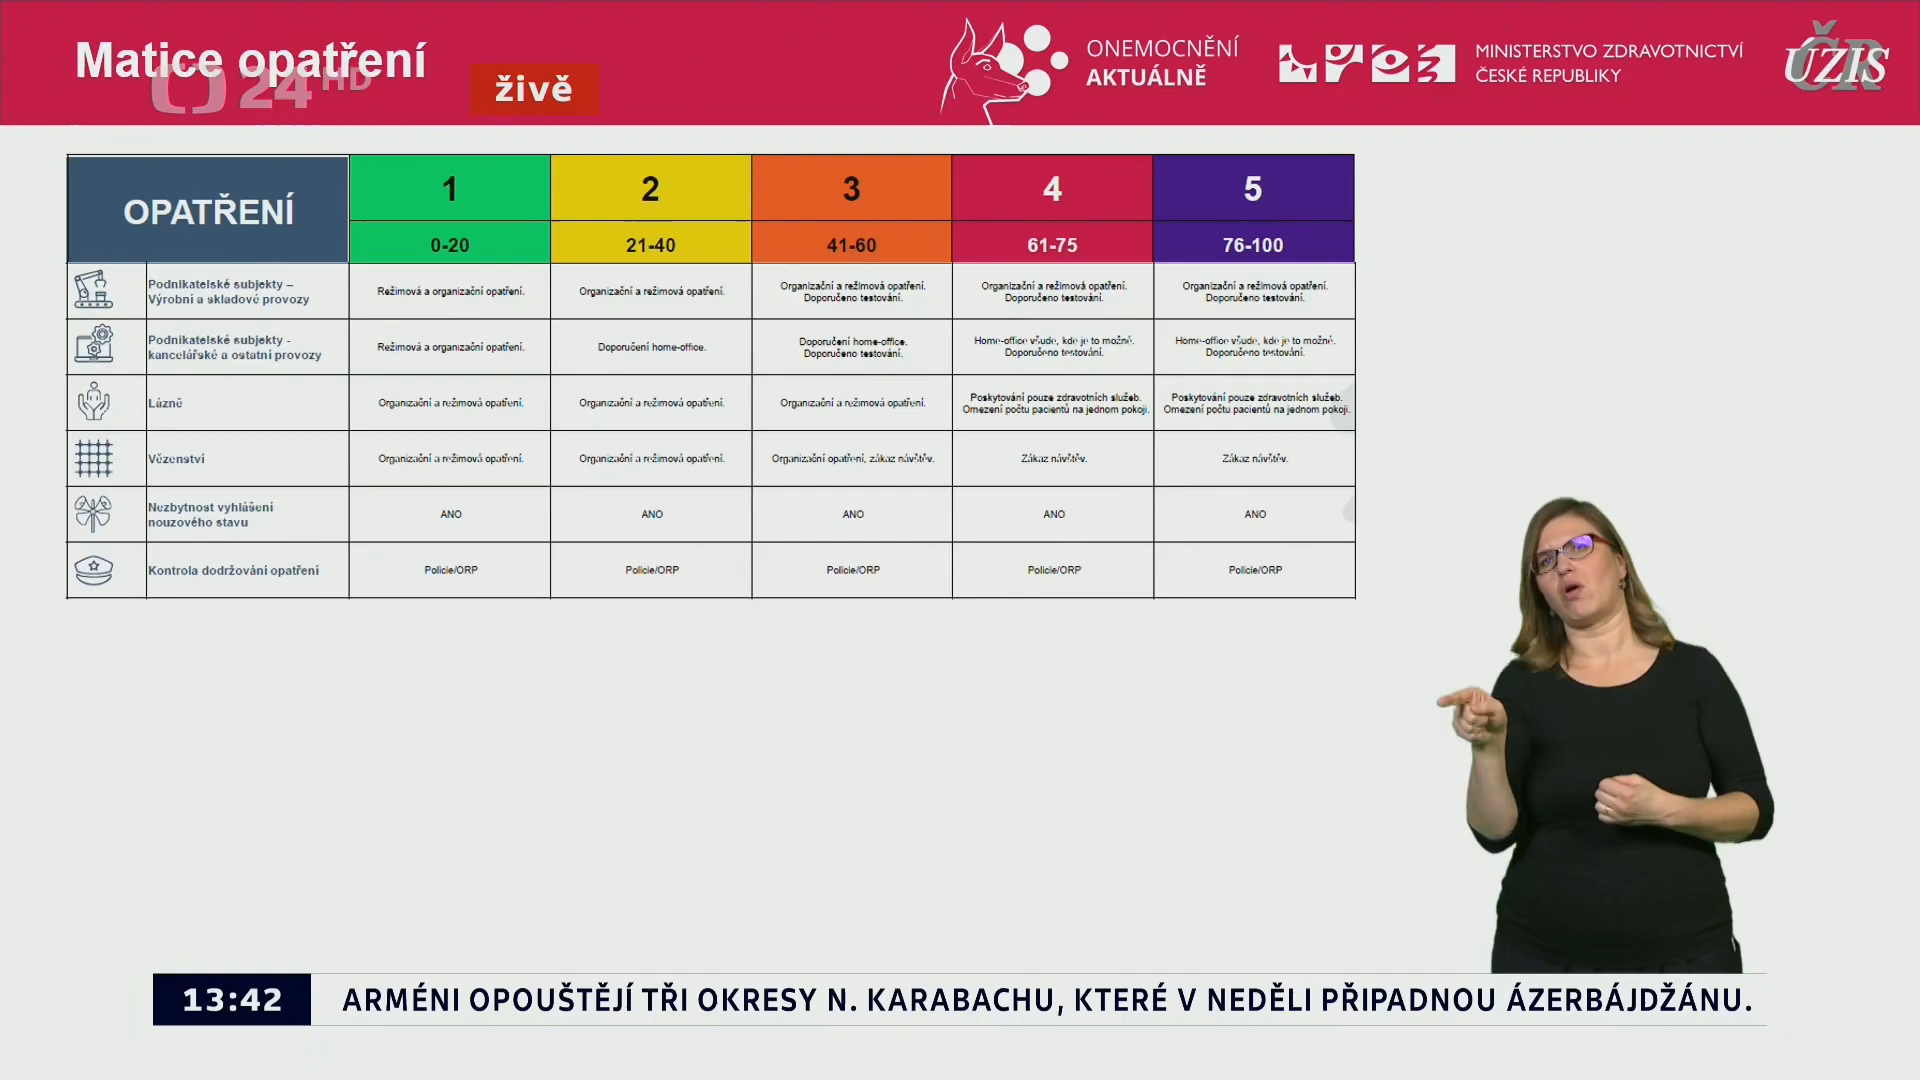 Matice opatření
24 HD
živě
ONEMOCNĚNÍ
AKTUÁLNĚ
MINISTERSTVO ZDRAVOTNICTVÍ
ČESKÉ REPUBLIKY
ÚZIS
ČR
OPATŘENÍ
1
2
3
4
5
0-20
21-40
41-60
61-75
76-100
Podnikatelské subjekty –
Výrobní a skladové provozy
Režimová a organizační opatření.
Organizační a režimová opatření.
Organizační a režimová opatření.
Doporučeno testování.
Organizační a režimová opatření.
Doporučeno testování.
Organizační a režimová opatření.
Doporučeno testování.
Podnikatelské subjekty -
kancelářské a ostatní provozy
Režimová a organizační opatření.
Doporučení home-office.
Doporučení home-office.
Doporučeno testování.
Home-office všude, kde je to možné.
Doporučeno testování.
Home-office všude, kde je to možné.
Doporučeno testování.
Lázně
Organizační a režimová opatření.
Organizační a režimová opatření.
Organizační a režimová opatření.
Poskytování pouze zdravotních služeb.
Omezení počtu pacientů na jednom pokoji.
Poskytování pouze zdravotních služeb.
Omezení počtu pacientů na jednom pokoji.
Vězenství
Organizační a režimová opatření.
Organizační a režimová opatření.
Organizační opatření, zákaz návštěv.
Zákaz návštěv.
Zákaz návštěv.
Nezbytnost vyhlášení
nouzového stavu
ANO
ANO
ANO
ANO
ANO
Kontrola dodržování opatření
Policie/ORP
Policie/ORP
Policie/ORP
Policie/ORP
Policie/ORP
13:42
ARMÉNI OPOUŠTĚJÍ TŘI OKRESY N. KARABACHU, KTERÉ V NEDĚLI PŘIPADNOU ÁZERBÁJDŽÁNU.